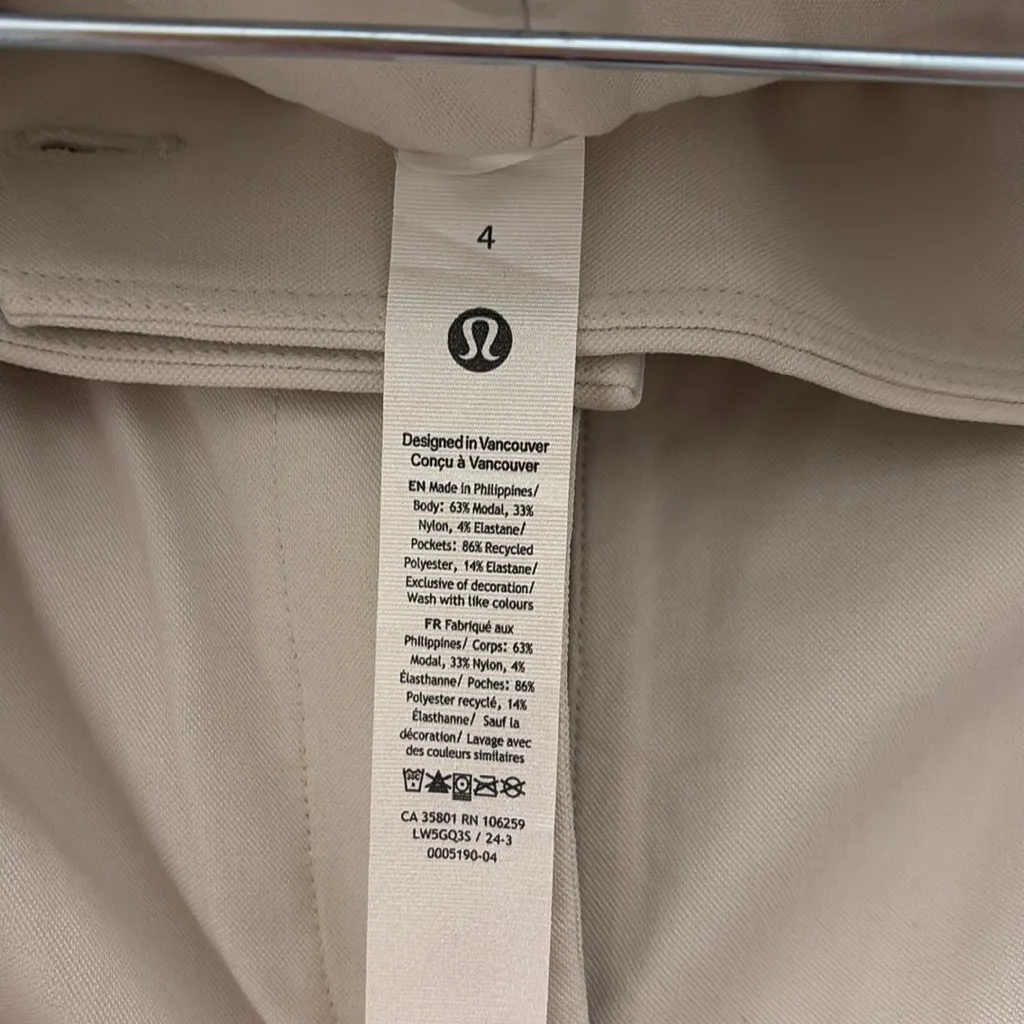 4
Designed in Vancouver
Conçu à Vancouver
EN Made in Philippines/
Body: 63% Modal, 33%
Nylon, 4% Elastane/
Pockets: 86% Recycled
Polyester, 14% Elastane/
Exclusive of decoration/
Wash with like colours
FR Fabriqué aux
Philippines/ Corps: 63%
Modal, 33% Nylon, 4%
Élasthanne/ Poches: 86%
Polyester recyclé, 14%
Élasthanne/ Sauf la
décoration/ Lavage avec
des couleurs similaires
CA 35801 RN 106259
LW5GQ3S / 24-3
0005190-04